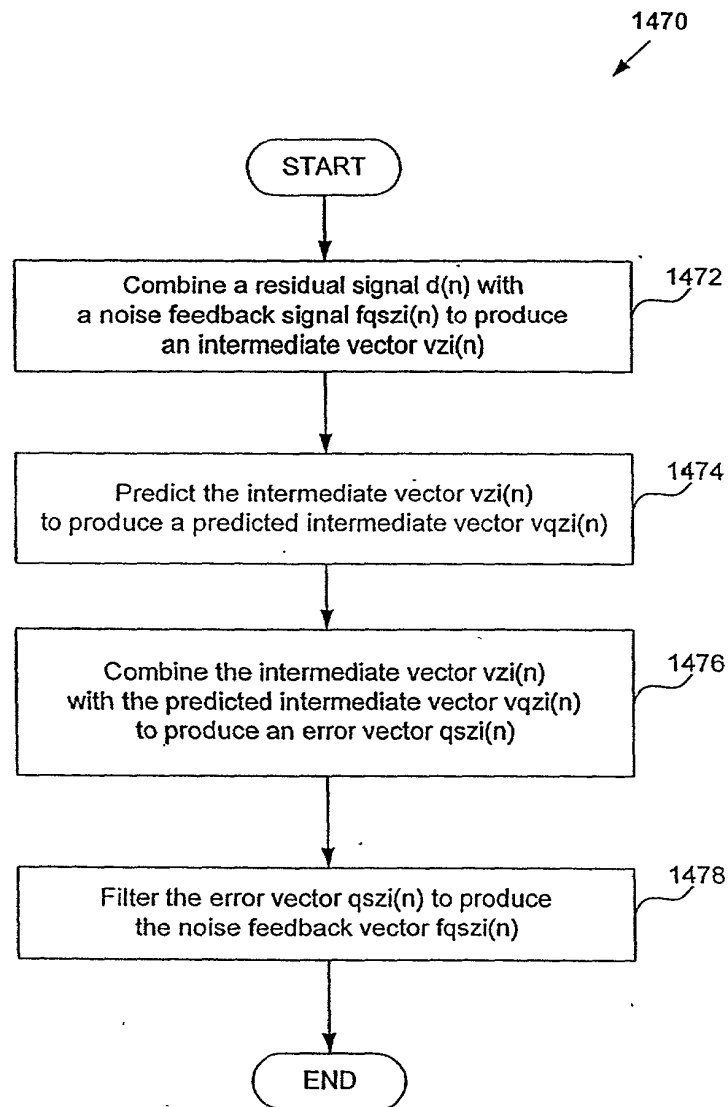 1470
START
Combine a residual signal d(n) with
a noise feedback signal fqszi(n) to produce
an intermediate vector vzi(n)
1472
Predict the intermediate vector vzi(n)
to produce a predicted intermediate vector vqzi(n)
1474
Combine the intermediate vector vzi(n)
with the predicted intermediate vector vqzi(n)
to produce an error vector qszi(n)
1476
Filter the error vector qszi(n) to produce
the noise feedback vector fqszi(n)
1478
END